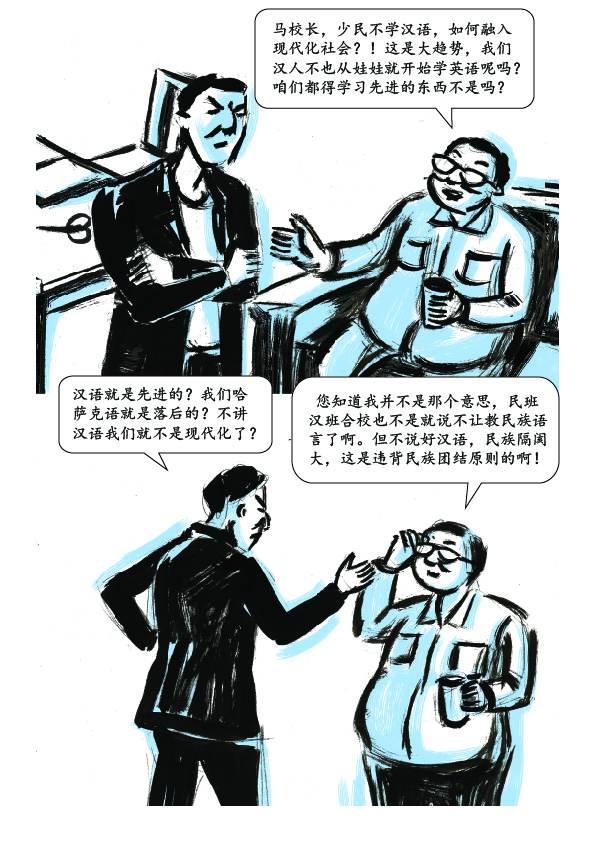 马校长，少民不学汉语，如何融入
现代化社会？！这是大趋势，我们
汉人不也从娃娃就开始学英语呢吗？
咱们都得学习先进的东西不是吗？
汉语就是先进的？我们哈
萨克语就是落后的？不讲
汉语我们就不是现代化了？
您知道我并不是那个意思，民班
汉班合校也不是就说不让教民族语
言了啊。但不说好汉语，民族隔阂
大，这是违背民族团结原则的啊！